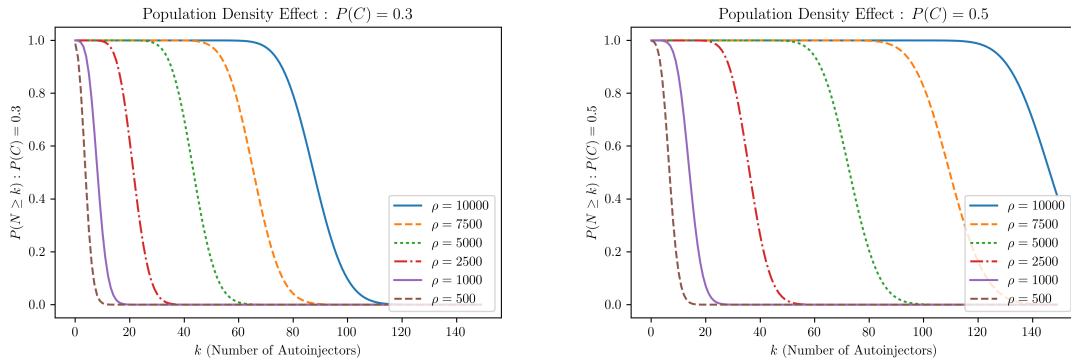 Population Density Effect : P(C) = 0.3
P(N ≥ k) : P(C) = 0.3
1.0
0.8
0.6
0.4
0.2
0.0
0 20 40 60 80 100 120 140
k (Number of Autoinjectors)
ρ = 10000
ρ = 7500
ρ = 5000
ρ = 2500
ρ = 1000
ρ = 500
Population Density Effect : P(C) = 0.5
P(N ≥ k) : P(C) = 0.5
1.0
0.8
0.6
0.4
0.2
0.0
0 20 40 60 80 100 120 140
k (Number of Autoinjectors)
ρ = 10000
ρ = 7500
ρ = 5000
ρ = 2500
ρ = 1000
ρ = 500